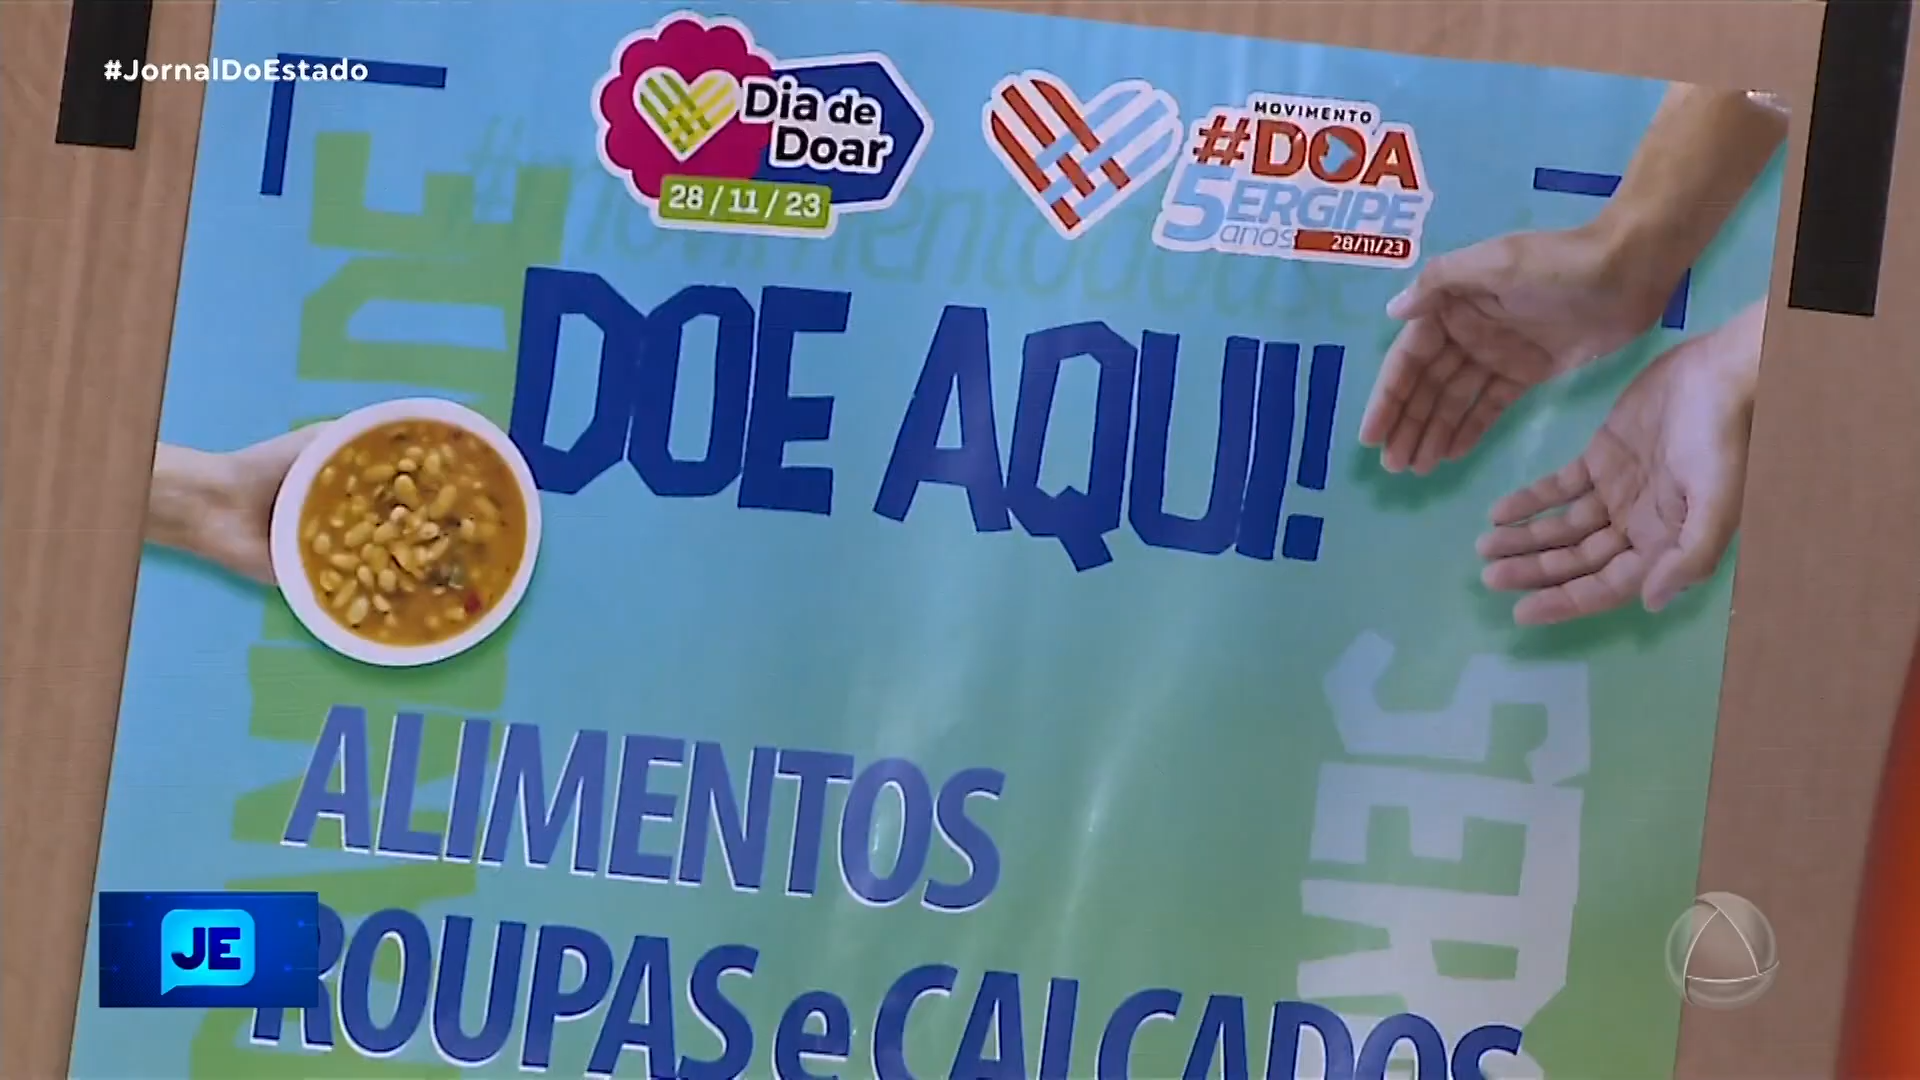 #JornalDoEstado
Dia de
Doar
28 / 11 / 23
MOVIMENTO
#DOA
5ERGIPE
anos
28/11/23
DOE AQUI!
ALIMENTOS
ROUPAS e CALÇADOS
JE